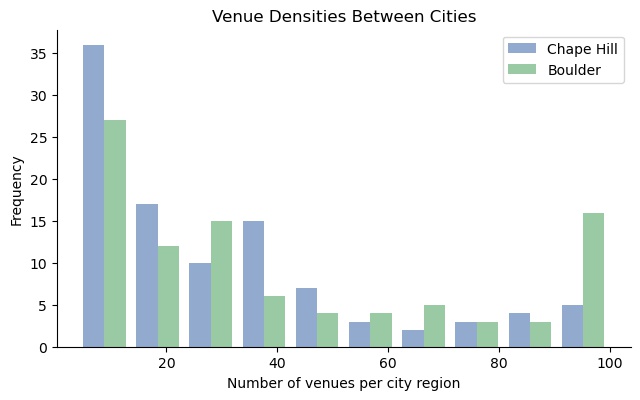 Venue Densities Between Cities
Chape Hill
Boulder
Frequency
35
30
25
20
15
10
5
0
20
40
60
80
100
Number of venues per city region